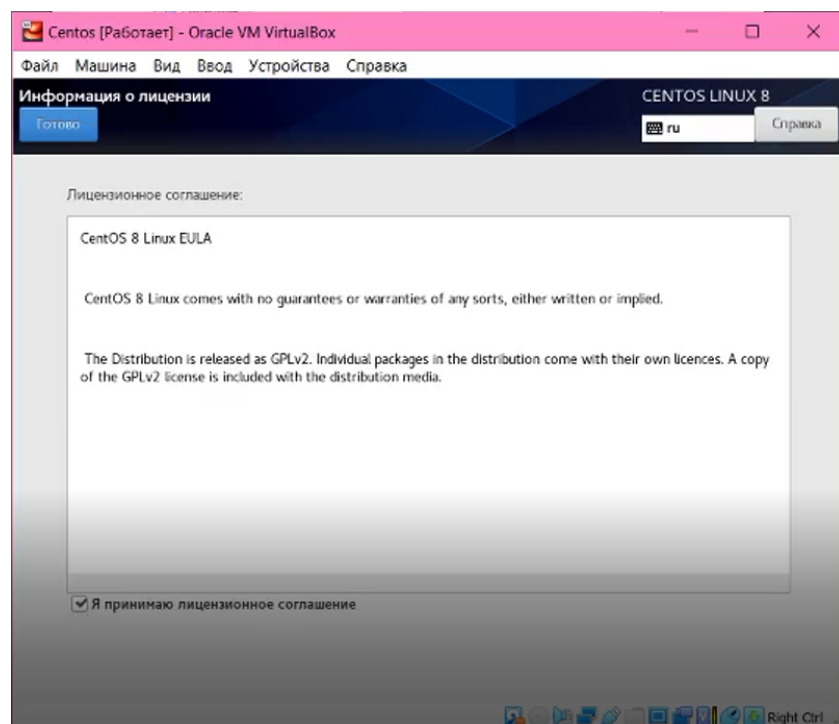 Centos [Работает] - Oracle VM VirtualBox
Файл Машина Вид Ввод Устройства Справка
Информация о лицензии
CENTOS LINUX 8
Готово
ru
Справка
Лицензионное соглашение:
CentOS 8 Linux EULA
CentOS 8 Linux comes with no guarantees or warranties of any sorts, either written or implied.
The Distribution is released as GPLv2. Individual packages in the distribution come with their own licences. A copy
of the GPLv2 license is included with the distribution media.
Я принимаю лицензионное соглашение
Right Ctrl